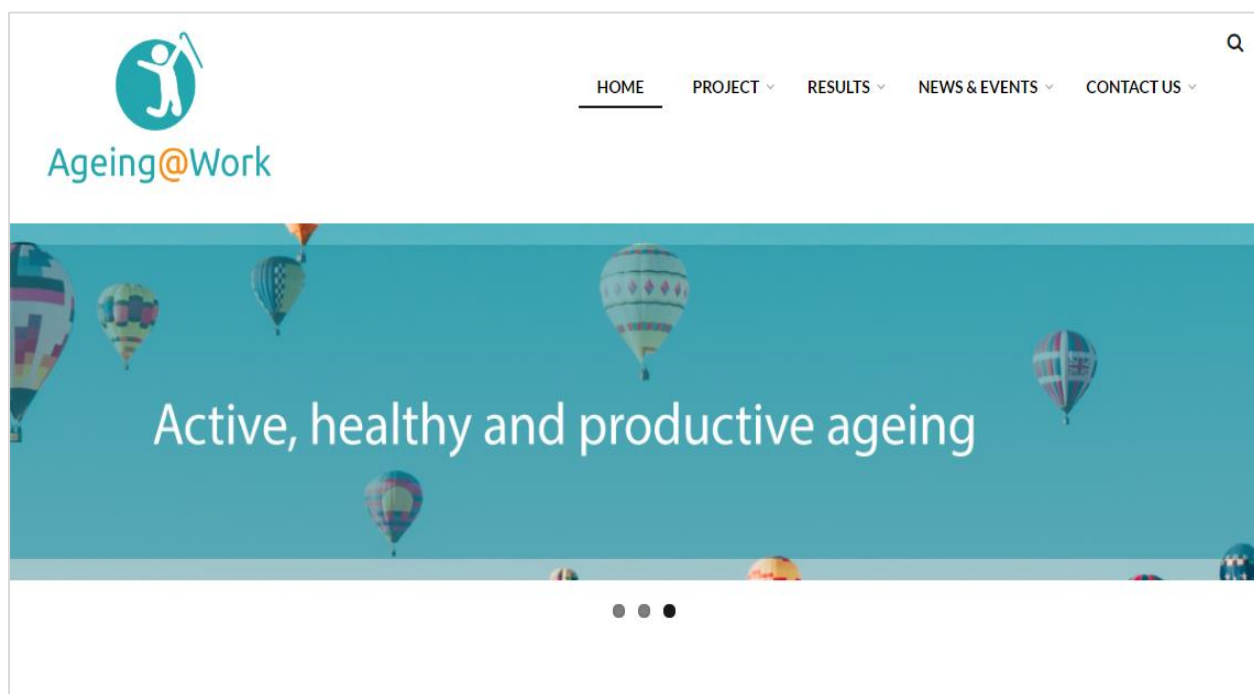 HOME PROJECT RESULTS NEWS & EVENTS CONTACT US
Ageing@Work
Active, healthy and productive ageing